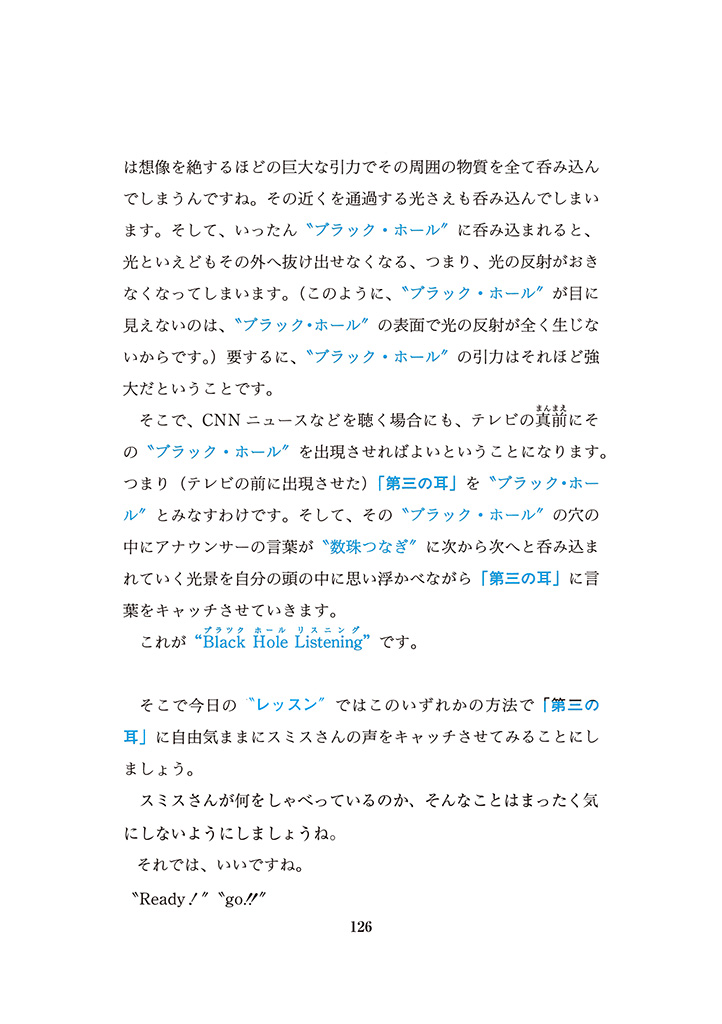 は想像を絶するほどの巨大な引力でその周囲の物質を全て呑み込ん
でしまうんですね。その近くを通過する光さえも呑み込んでしまい
ます。そして、いったん〝ブラック・ホール〞に呑み込まれると、
光といえどもその外へ抜け出せなくなる、つまり、光の反射がおき
なくなってしまいます。（このように、〝ブラック・ホール〞が目に
見えないのは、〝ブラック・ホール〞の表面で光の反射が全く生じな
いからです。）要するに、〝ブラック・ホール〞の引力はそれほど強
大だということです。
まんまえ
そこで、CNNニュースなどを聴く場合にも、テレビの真前にそ
の〝ブラック・ホール〞を出現させればよいということになります。
つまり（テレビの前に出現させた）「第三の耳」を〝ブラック・ホー
ル〞とみなすわけです。そして、その〝ブラック・ホール〞の穴の
中にアナウンサーの言葉が〝数珠つなぎ〞に次から次へと呑み込ま
れていく光景を自分の頭の中に思い浮かべながら「第三の耳」に言
葉をキャッチさせていきます。
ブラック ホール リスニング
これが“Black Hole Listening”です。
そこで今日の〝レッスン〞ではこのいずれかの方法で「第三の
耳」に自由気ままにスミスさんの声をキャッチさせてみることにし
ましょう。
スミスさんが何をしゃべっているのか、そんなことはまったく気
にしないようにしましょうね。
それでは、いいですね。
〝Ready！〞〝go!!〞
126